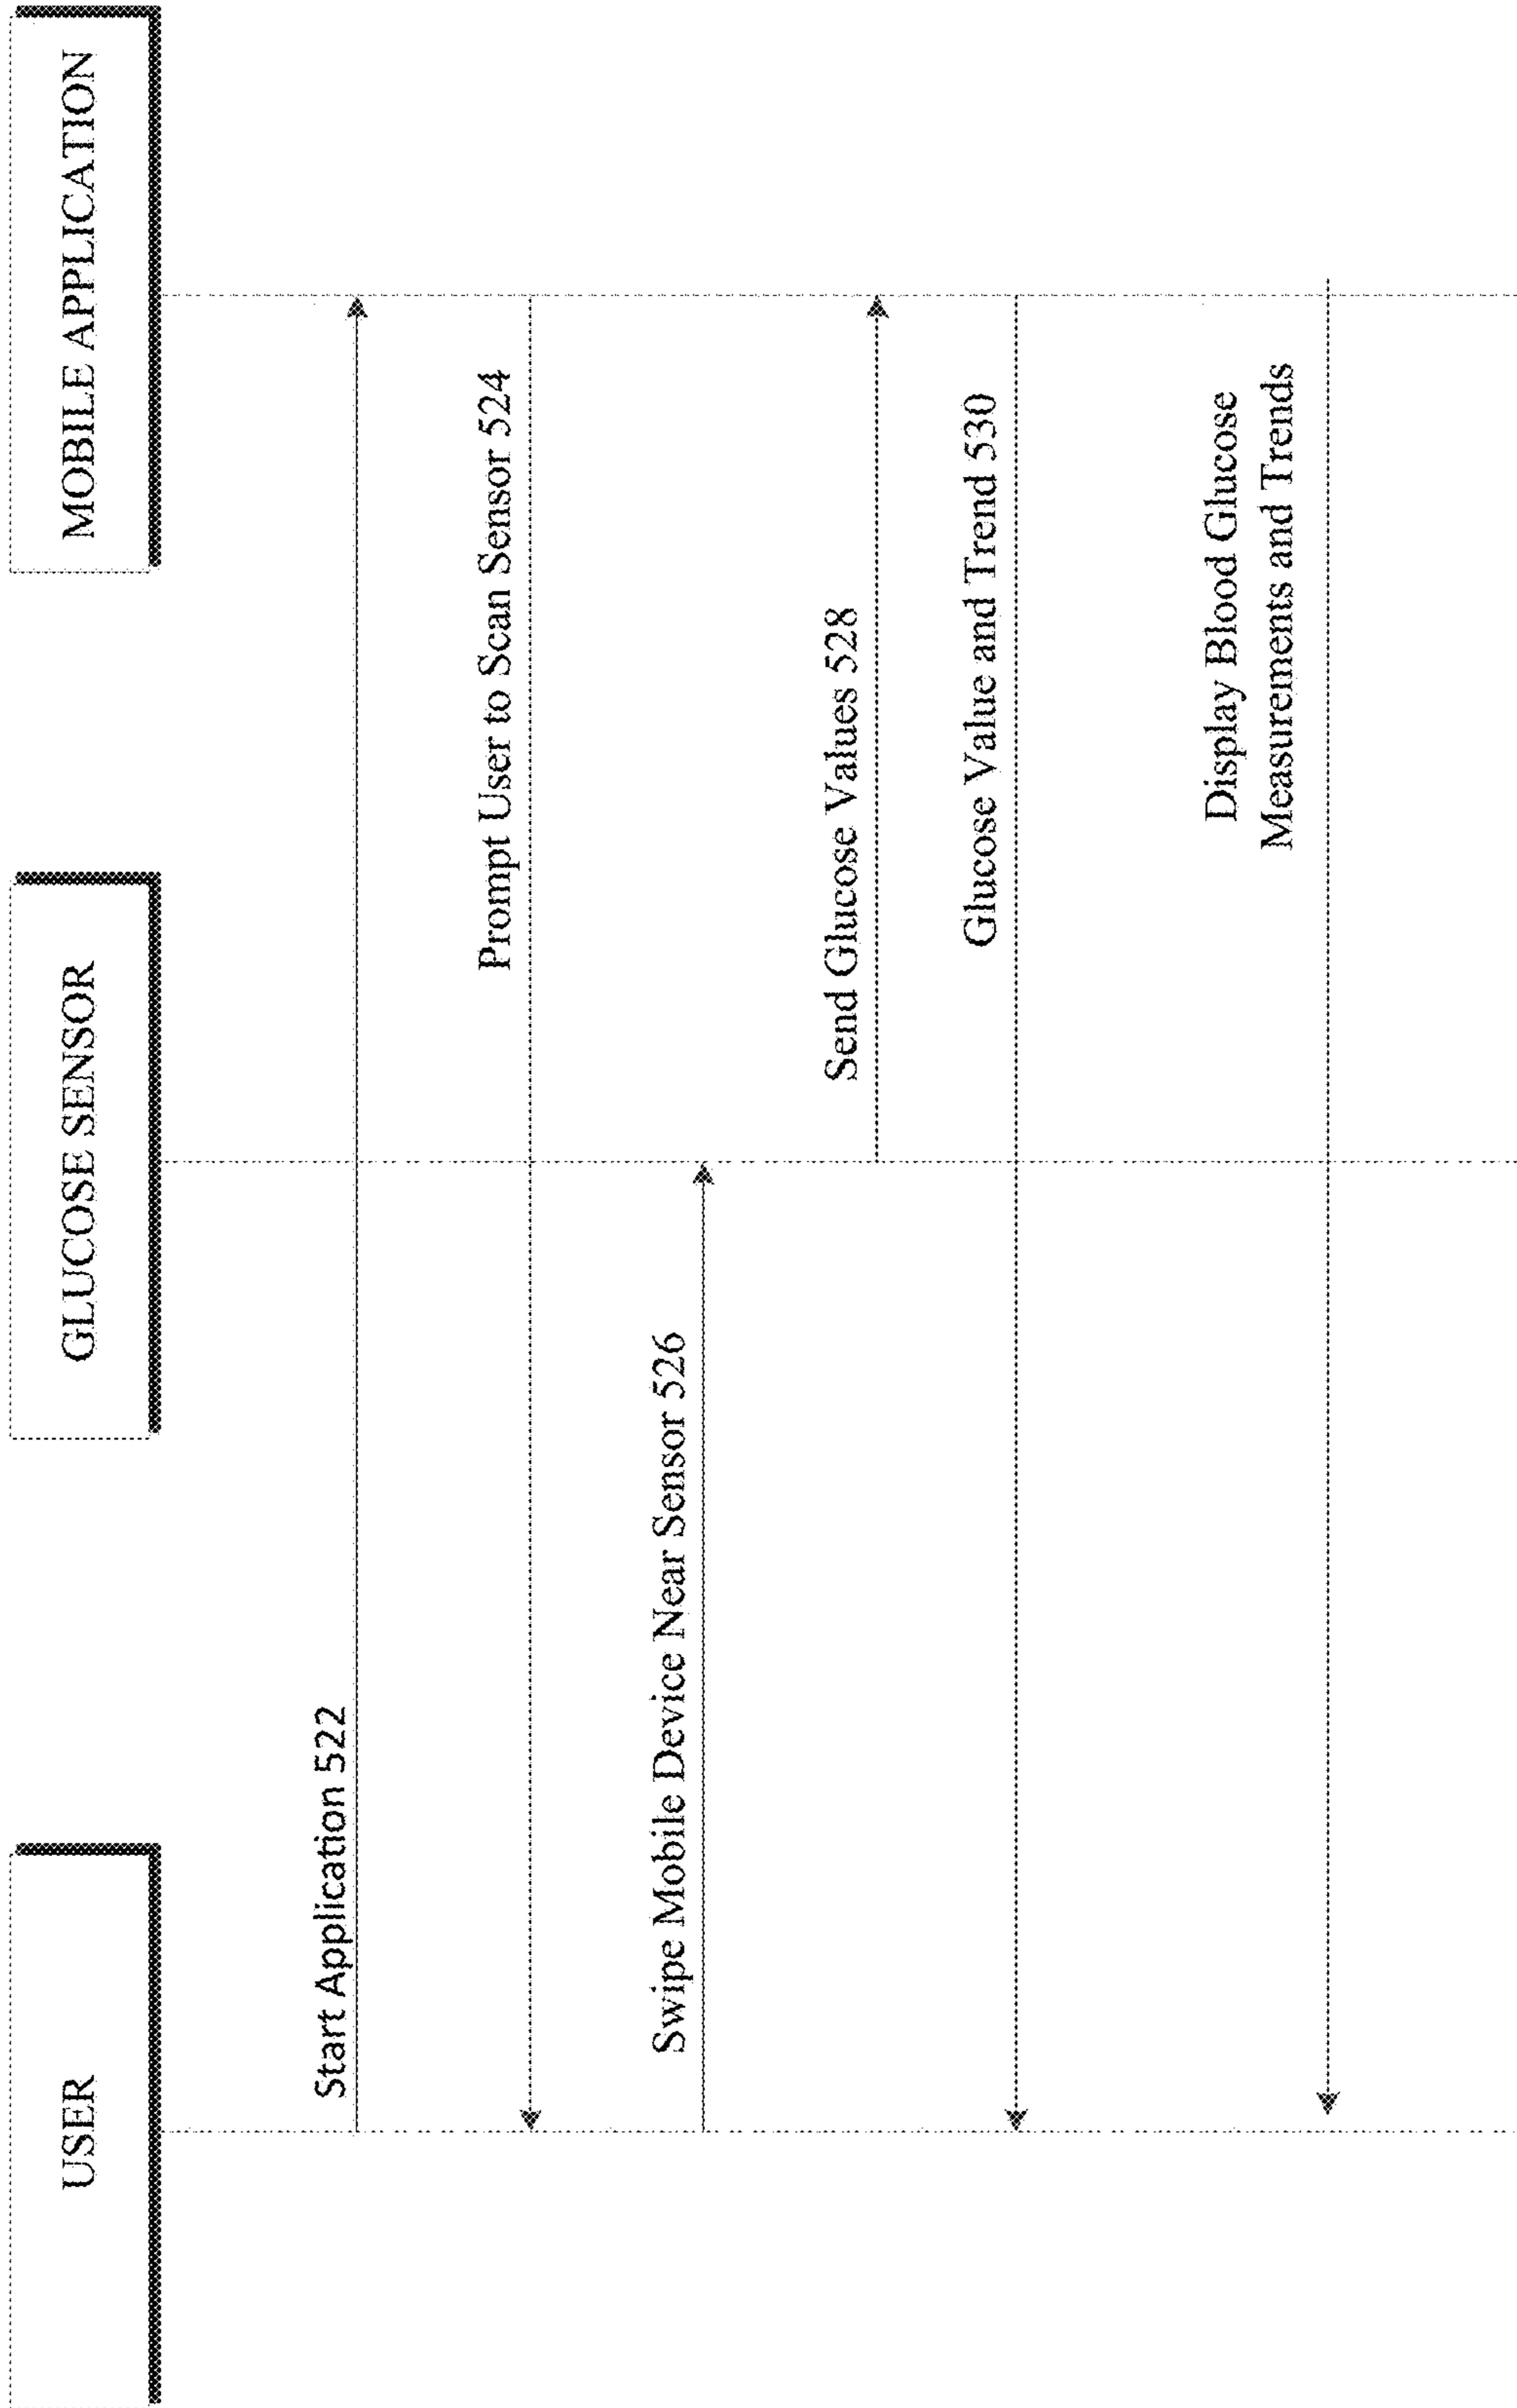 USER
GLUCOSE SENSOR
MOBILE APPLICATION
Start Application 522
Prompt User to Scan Sensor 524
Swipe Mobile Device Near Sensor 526
Send Glucose Values 528
Glucose Value and Trend 530
Display Blood Glucose
Measurements and Trends